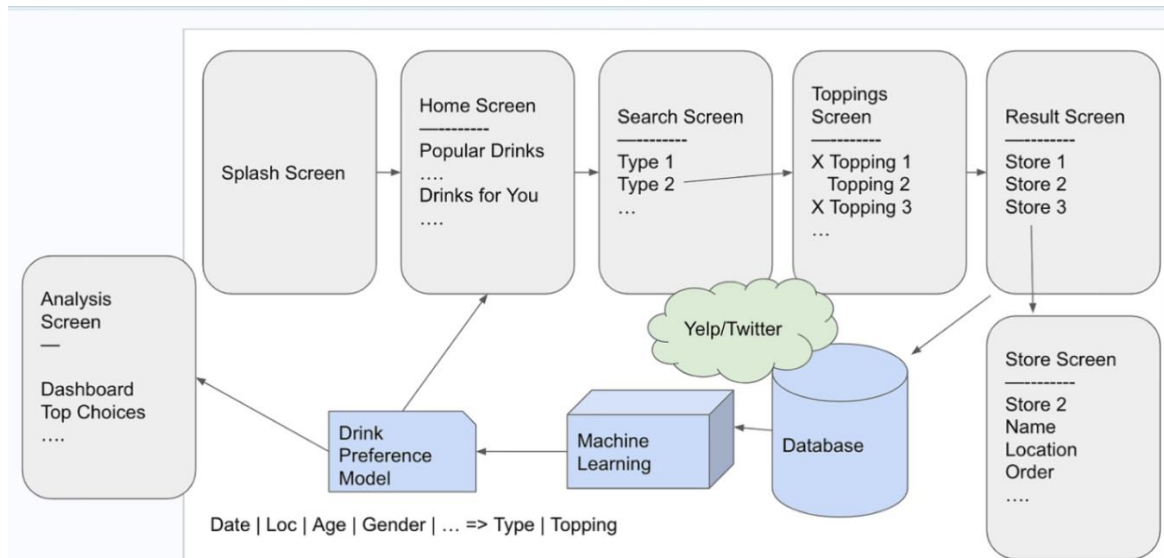 Splash Screen
Home Screen
—--------
Popular Drinks
....
Drinks for You
....
Search Screen
—--------
Type 1
Type 2
...
Toppings
Screen
—--------
X Topping 1
Topping 2
X Topping 3
...
Result Screen
—--------
Store 1
Store 2
Store 3
Analysis
Screen
—
Dashboard
Top Choices
....
Yelp/Twitter
Store Screen
—--------
Store 2
Name
Location
Order
....
Drink
Preference
Model
Machine
Learning
Database
Date | Loc | Age | Gender | ... => Type | Topping